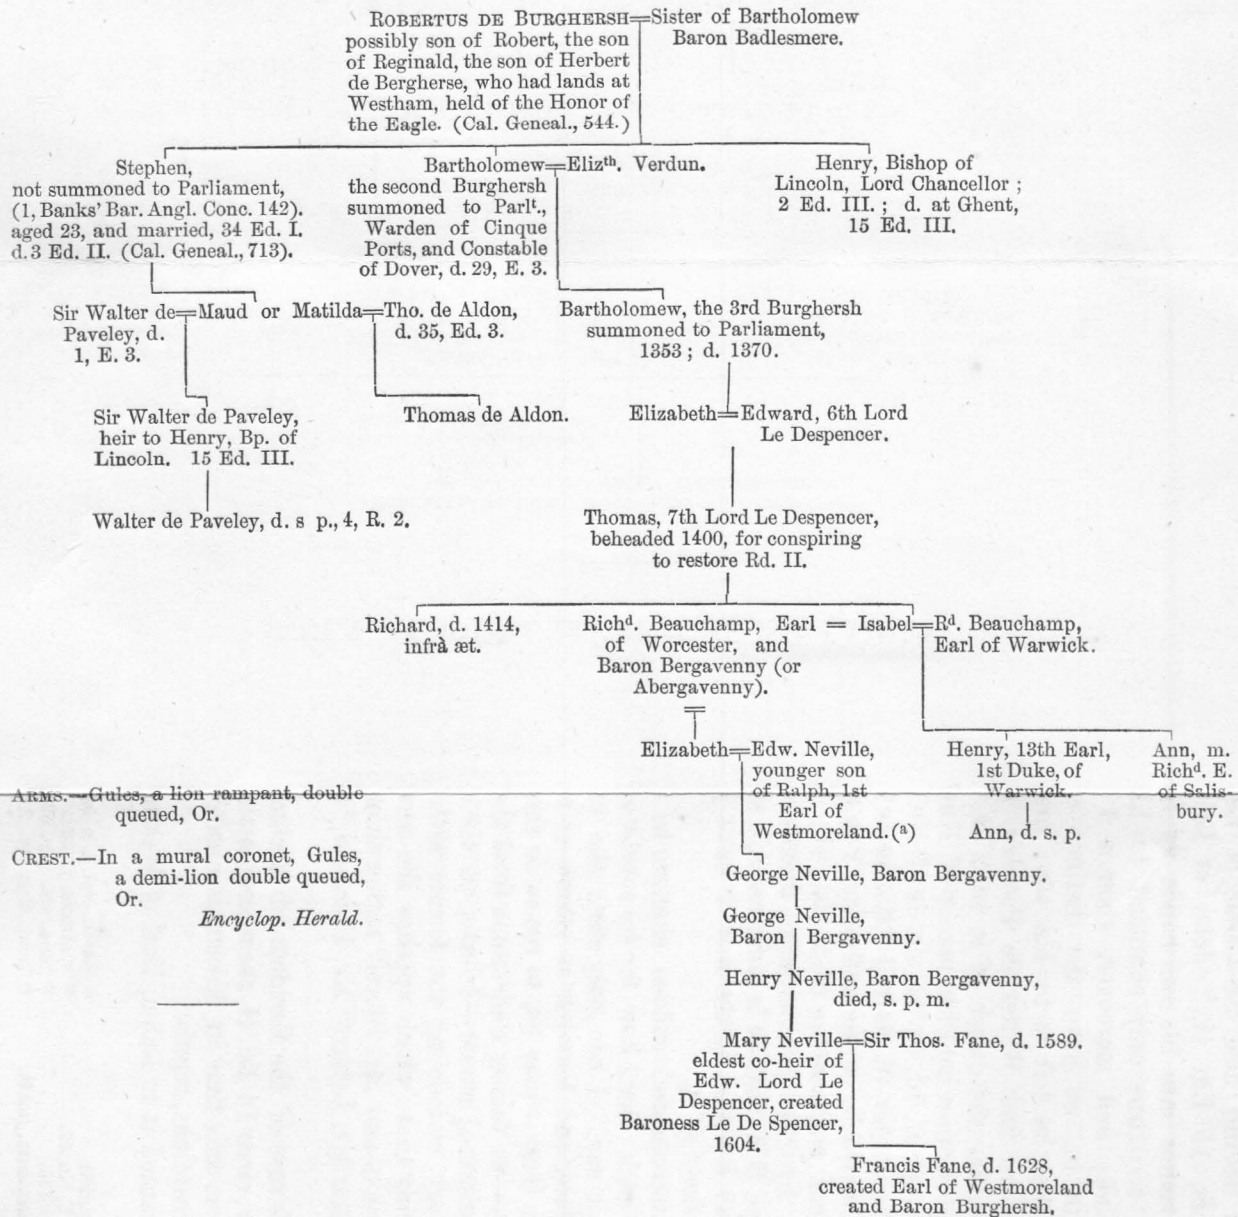 ROBERTUS DE BURGHERSH=Sister of Bartholomew
possibly son of Robert, the son Baron Badlesmere.
of Reginald, the son of Herbert
de Bergherse, who had lands at
Westham, held of the Honor of
the Eagle. (Cal. Geneal., 544.)
Stephen,
not summoned to Parliament,
(1, Banks' Bar. Angl. Conc. 142).
aged 23, and married, 34 Ed. I.
d. 3 Ed. II. (Cal. Geneal., 713).
Bartholomew=Elizth. Verdun.
the second Burghersh
summoned to Parlt.,
Warden of Cinque
Ports, and Constable
of Dover, d. 29, E. 3.
Henry, Bishop of
Lincoln, Lord Chancellor ;
2 Ed. III. ; d. at Ghent,
15 Ed. III.
Sir Walter de=Maud or Matilda=Tho. de Aldon,
Paveley, d. d. 35, Ed. 3.
1, E. 3.
Bartholomew, the 3rd Burghersh
summoned to Parliament,
1353 ; d. 1370.
Sir Walter de Paveley,
heir to Henry, Bp. of
Lincoln. 15 Ed. III.
Thomas de Aldon.
Elizabeth=Edward, 6th Lord
Le Despencer.
Walter de Paveley, d. s p., 4, R. 2.
Thomas, 7th Lord Le Despencer,
beheaded 1400, for conspiring
to restore Rd. II.
Richard, d. 1414,
infrà æt.
Richd. Beauchamp, Earl = Isabel=Rd. Beauchamp,
of Worcester, and Earl of Warwick.
Baron Bergavenny (or
Abergavenny).
Elizabeth=Edw. Neville,
younger son
of Ralph, 1st
Earl of
Westmoreland.(a)
Henry, 13th Earl,
1st Duke, of
Warwick.
Ann, d. s. p.
Ann, m.
Richd. E.
of Salis-
bury.
ARMS.—Gules, a lion rampant, double
queued, Or.
CREST.—In a mural coronet, Gules,
a demi-lion double queued,
Or.
Encyclop. Herald.
George Neville, Baron Bergavenny.
George Neville,
Baron Bergavenny.
Henry Neville, Baron Bergavenny,
died, s. p. m.
Mary Neville=Sir Thos. Fane, d. 1589.
eldest co-heir of
Edw. Lord Le
Despencer, created
Baroness Le De Spencer,
1604.
Francis Fane, d. 1628,
created Earl of Westmoreland
and Baron Burghersh.